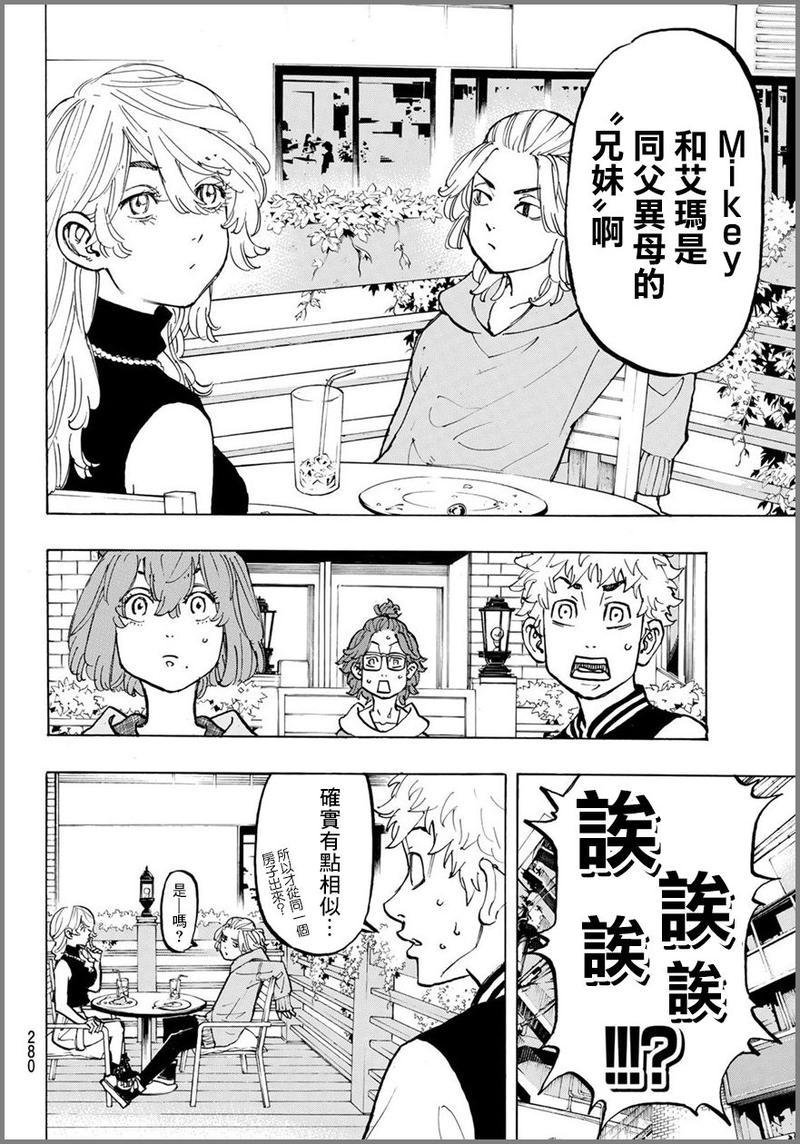 Mikey
和艾瑪是
同父異母的
〝兄妹〞啊
誒
誒
誒
誒
!!!?
確實有點相似…
所以才從同一個
房子出來?
是—嗎?
280